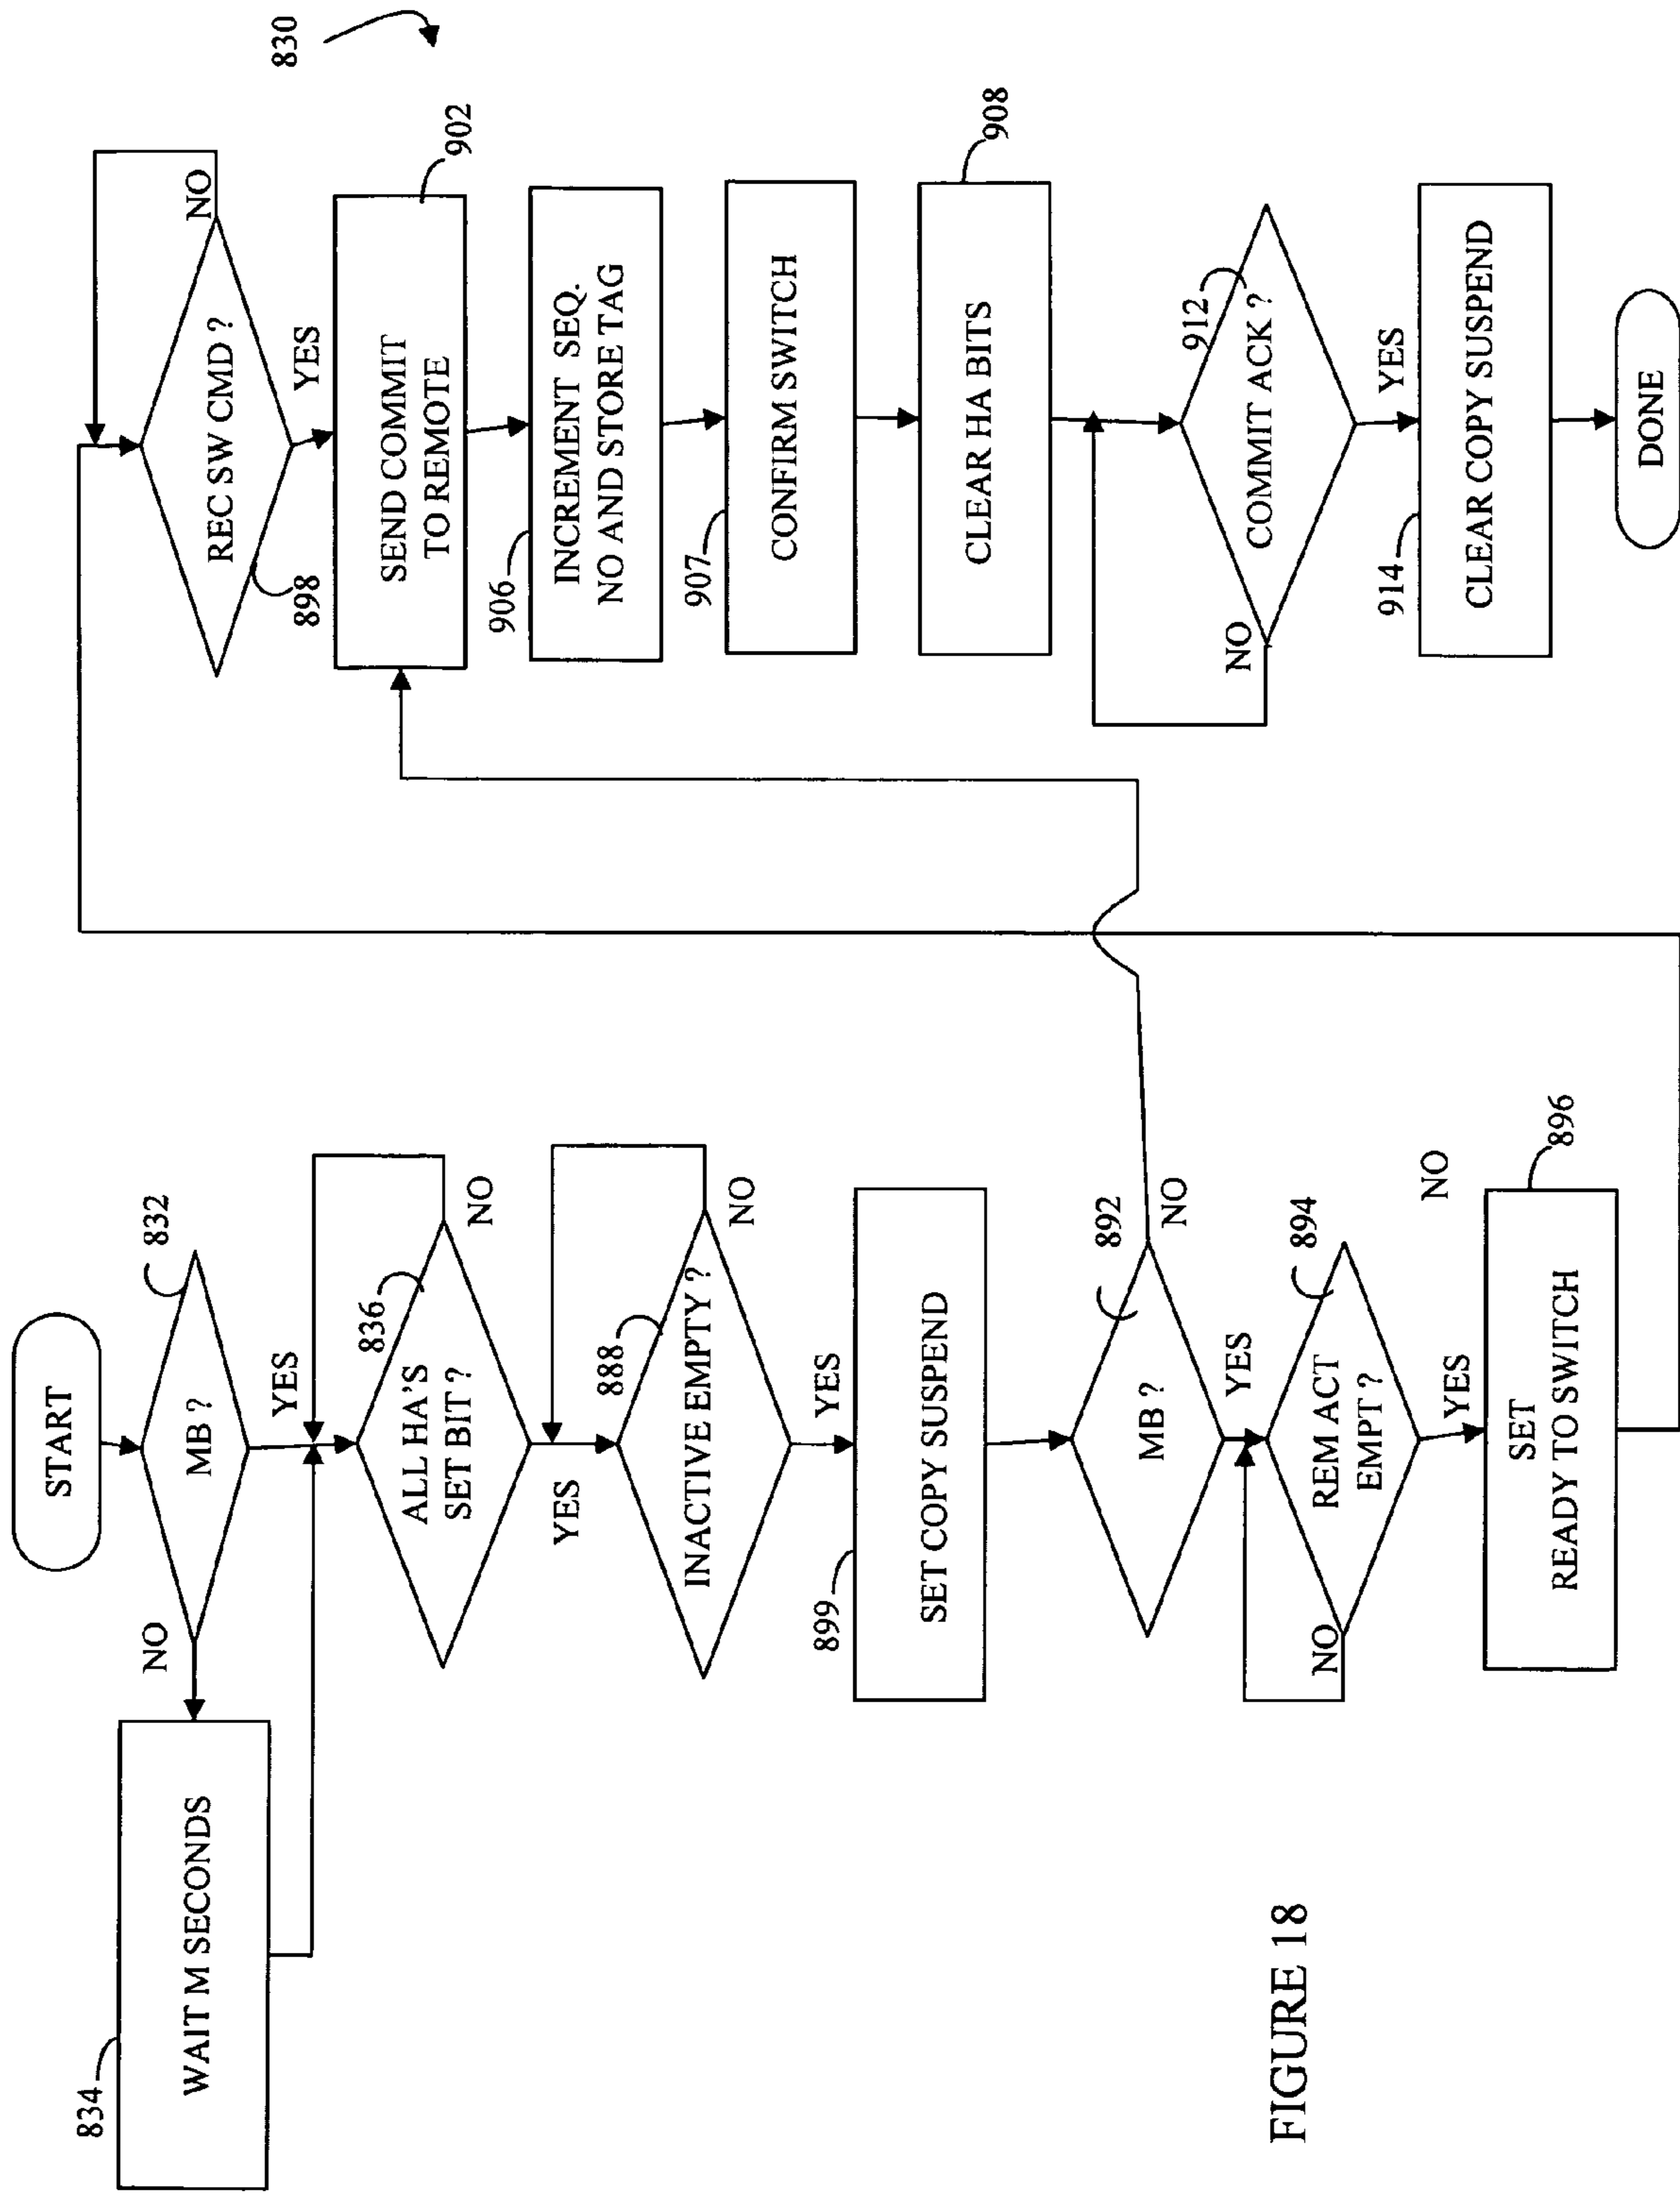 START
MB ?
832
NO
YES
WAIT M SECONDS
834
ALL HA'S
SET BIT ?
836
NO
YES
INACTIVE EMPTY ?
888
NO
YES
SET COPY SUSPEND
899
MB ?
892
NO
YES
REM ACT
EMPT ?
894
NO
YES
NO
SET
READY TO SWITCH
896
830
REC SW CMD ?
898
NO
YES
SEND COMMIT
TO REMOTE
902
INCREMENT SEQ.
NO AND STORE TAG
906
CONFIRM SWITCH
907
CLEAR HA BITS
908
COMMIT ACK ?
912
NO
YES
CLEAR COPY SUSPEND
914
DONE
FIGURE 18